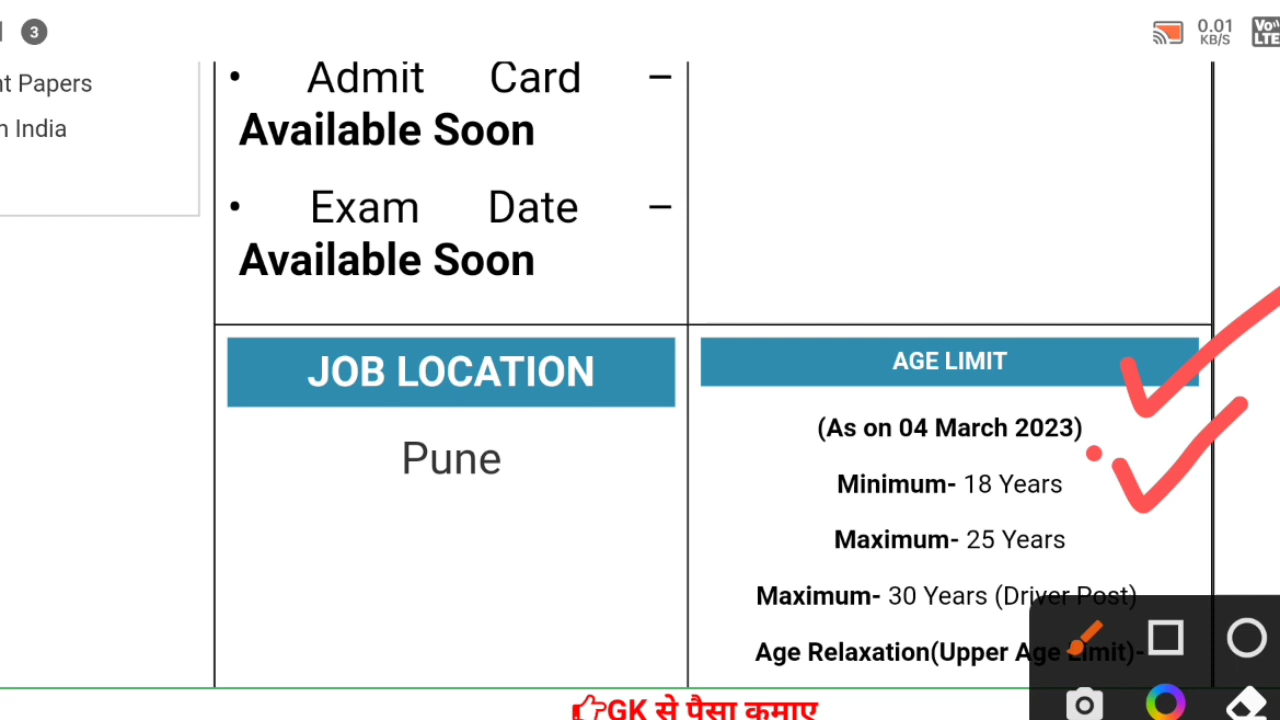 3
0.01
KB/S
Vo
LTE
Papers
India
• Admit Card –
Available Soon
• Exam Date –
Available Soon
JOB LOCATION
Pune
AGE LIMIT
(As on 04 March 2023)
Minimum- 18 Years
Maximum- 25 Years
Maximum- 30 Years (Driver Post)
Age Relaxation(Upper Age Limit)-
GK से पैसा कमाए